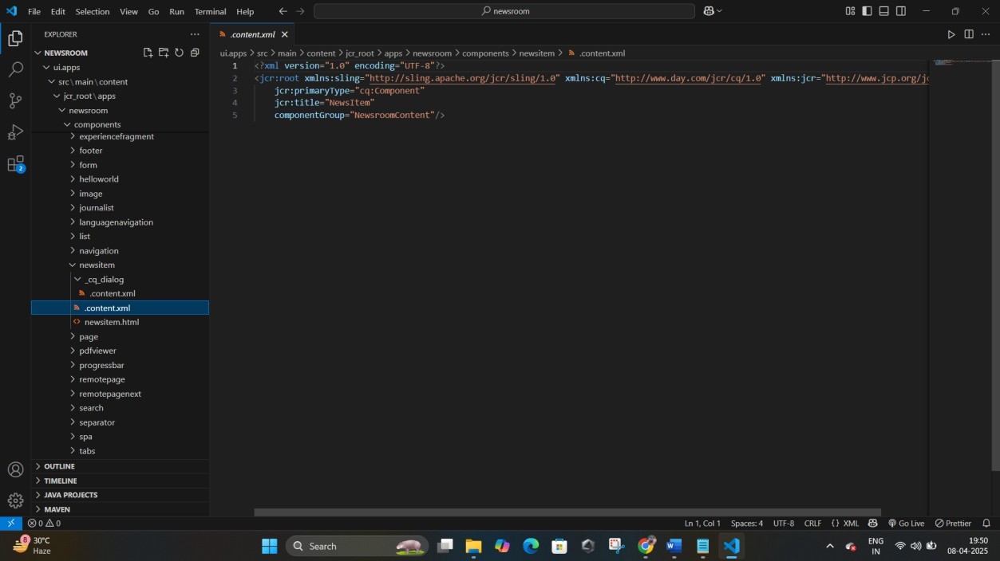 File Edit Selection View Go Run Terminal Help
newsroom
EXPLORER
NEWSROOM
ui.apps
src\main\content
jcr_root\apps
newsroom
components
experiencefragment
footer
form
helloworld
image
journalist
languagenavigation
list
navigation
newsitem
_cq_dialog
.content.xml
.content.xml
newsitem.html
page
pdfviewer
progressbar
remotepage
remotepagenext
search
separator
spa
tabs
OUTLINE
TIMELINE
JAVA PROJECTS
MAVEN
2
.content.xml
ui.apps > src > main > content > jcr_root > apps > newsroom > components > newsitem > .content.xml
1 <?xml version="1.0" encoding="UTF-8"?>
2 <jcr:root xmlns:sling="http://sling.apache.org/jcr/sling/1.0" xmlns:cq="http://www.day.com/jcr/cq/1.0" xmlns:jcr="http://www.jcp.org/jc
3 jcr:primaryType="cq:Component"
4 jcr:title="NewsItem"
5 componentGroup="NewsroomContent"/>
0 0 Ln 1, Col 1 Spaces: 4 UTF-8 CRLF {} XML Go Live Prettier
8 30°C
Haze
Search
ENG
IN
19:50
08-04-2025